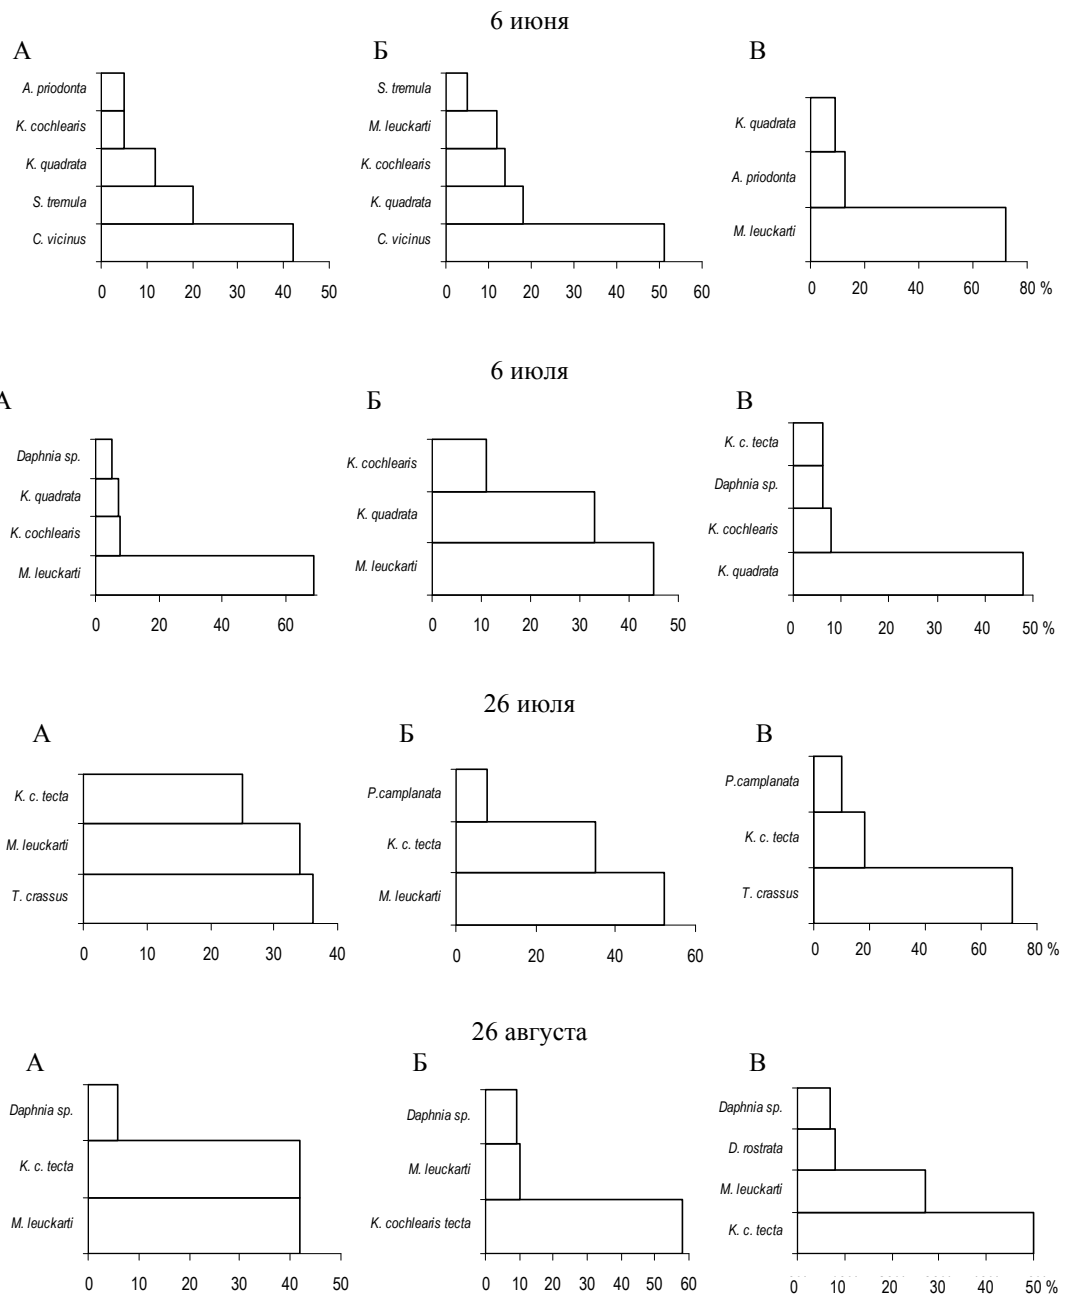 6 июня
А Б В
A. priodonta
K. cochlearis
K. quadrata
S. tremula
C. vicinus
0 10 20 30 40 50
S. tremula
M. leuckarti
K. cochlearis
K. quadrata
C. vicinus
0 10 20 30 40 50 60
K. quadrata
A. priodonta
M. leuckarti
0 20 40 60 80 %
6 июля
А Б В
Daphnia sp.
K. quadrata
K. cochlearis
M. leuckarti
0 20 40 60
K. cochlearis
K. quadrata
M. leuckarti
0 10 20 30 40 50
K. c. tecta
Daphnia sp.
K. cochlearis
K. quadrata
0 10 20 30 40 50 %
26 июля
А Б В
K. c. tecta
M. leuckarti
T. crassus
0 10 20 30 40
P.camplanata
K. c. tecta
M. leuckarti
0 20 40 60
P.camplanata
K. c. tecta
T. crassus
0 20 40 60 80 %
26 августа
А Б В
Daphnia sp.
K. c. tecta
M. leuckarti
0 10 20 30 40 50
Daphnia sp.
M. leuckarti
K. cochlearis tecta
0 10 20 30 40 50 60
Daphnia sp.
D. rostrata
M. leuckarti
K. c. tecta
0 10 20 30 40 50 %